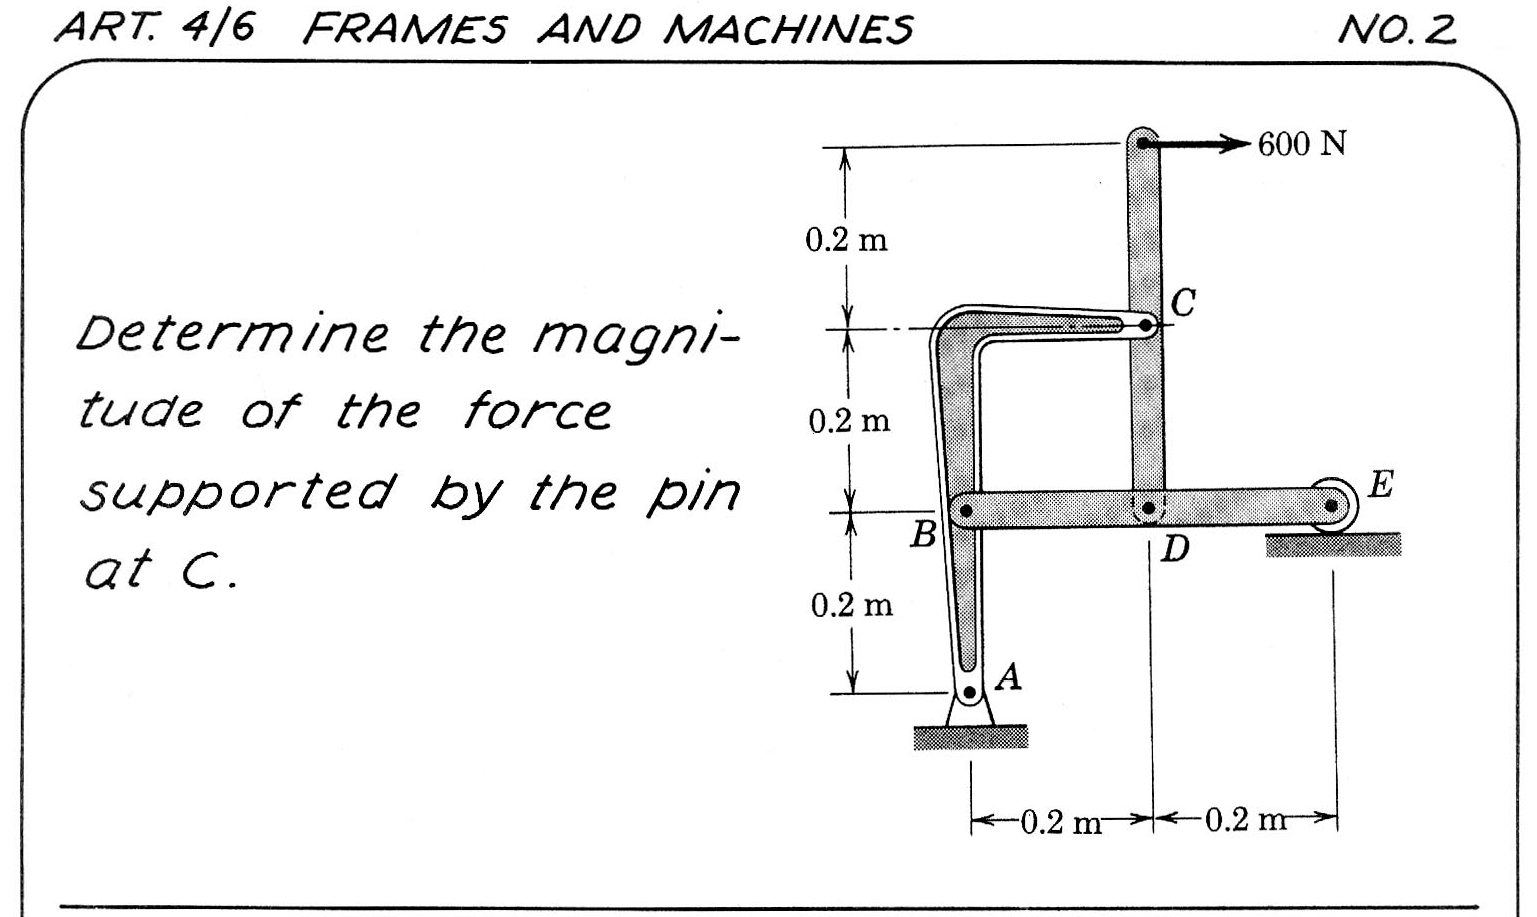 ART. 4/6 FRAMES AND MACHINES NO. 2
600 N
0.2 m
C
Determine the magni-
tude of the force
supported by the pin
at C.
0.2 m
E
B
D
0.2 m
A
0.2 m
0.2 m